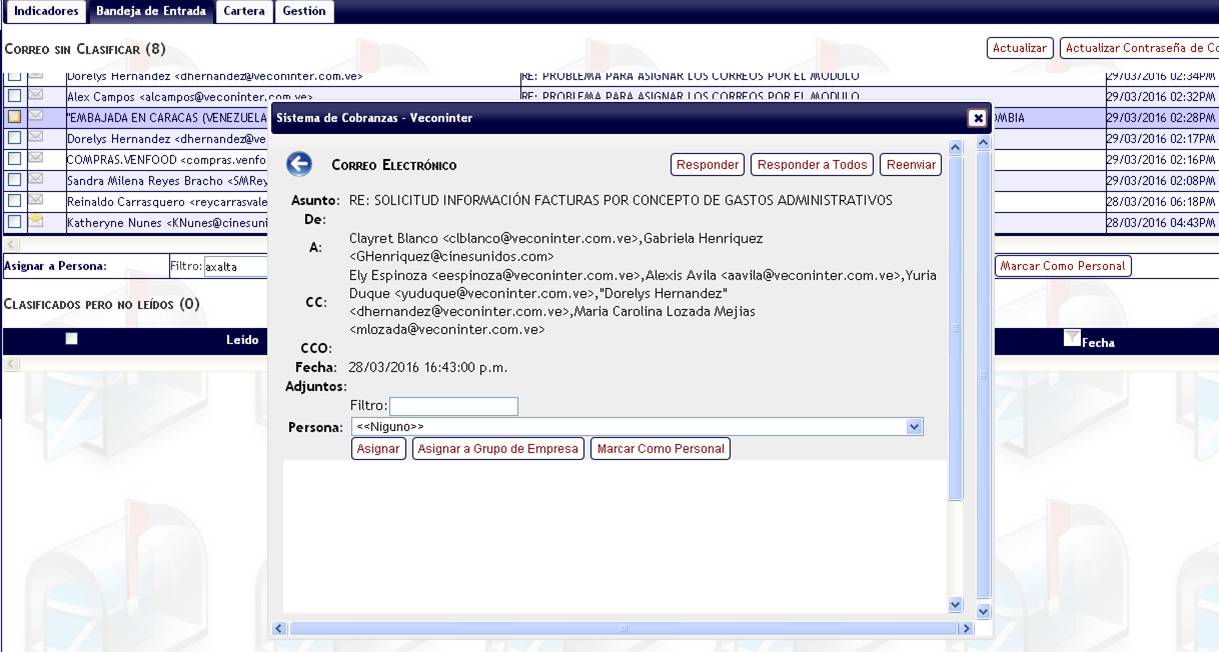 Indicadores Bandeja de Entrada Cartera Gestión
CORREO SIN CLASIFICAR (8) Actualizar Actualizar Contraseña de Co
Dorelys Hernandez <dhernandez@veconinter.com.ve> RE: PROBLEMA PARA ASIGNAR LOS CORREOS POR EL MODULO 29/03/2016 02:34PM
Alex Campos <alcampos@veconinter.com.ve> RE: PROBLEMA PARA ASIGNAR LOS CORREOS POR EL MODULO 29/03/2016 02:32PM
"EMBAJADA EN CARACAS (VENEZUELA MBIA 29/03/2016 02:28PM
Dorelys Hernandez <dhernandez@ve 29/03/2016 02:17PM
COMPRAS.VENFOOD <compras.venfo 29/03/2016 02:16PM
Sandra Milena Reyes Bracho <SMRey 29/03/2016 02:08PM
Reinaldo Carrasquero <reycarrasvale 28/03/2016 06:18PM
Katheryne Nunes <KNunes@cinesuni 28/03/2016 04:43PM
Asignar a Persona: Filtro: axalta Marcar Como Personal
CLASIFICADOS PERO NO LEÍDOS (0)
Leído Fecha
Sistema de Cobranzas - Veconinter
CORREO ELECTRÓNICO Responder Responder a Todos Reenviar
Asunto: RE: SOLICITUD INFORMACIÓN FACTURAS POR CONCEPTO DE GASTOS ADMINISTRATIVOS
De:
A: Clayret Blanco <clblanco@veconinter.com.ve>,Gabriela Henriquez
<GHenriquez@cinesunidos.com>
CC: Ely Espinoza <eespinoza@veconinter.com.ve>,Alexis Avila <aavila@veconinter.com.ve>,Yuria
Duque <yuduque@veconinter.com.ve>,"Dorelys Hernandez"
<dhernandez@veconinter.com.ve>,Maria Carolina Lozada Mejias
<mlozada@veconinter.com.ve>
CCO:
Fecha: 28/03/2016 16:43:00 p.m.
Adjuntos:
Filtro:
Persona: <<Niguno>>
Asignar Asignar a Grupo de Empresa Marcar Como Personal